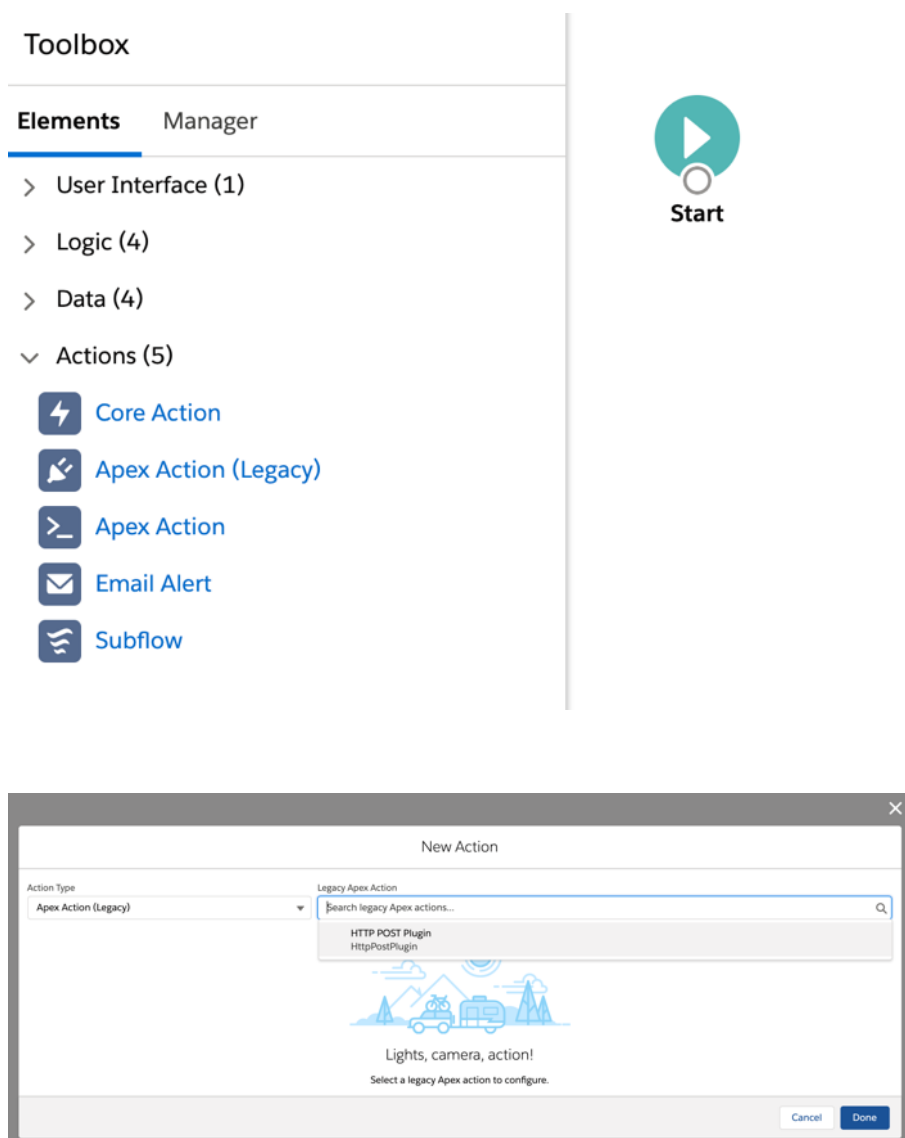 Toolbox
Elements Manager
User Interface (1)
Logic (4)
Data (4)
Actions (5)
Core Action
Apex Action (Legacy)
Apex Action
Email Alert
Subflow
Start
New Action
Action Type
Apex Action (Legacy)
Legacy Apex Action
Search legacy Apex actions...
HTTP POST Plugin
HttpPostPlugin
Lights, camera, action!
Select a legacy Apex action to configure.
Cancel Done